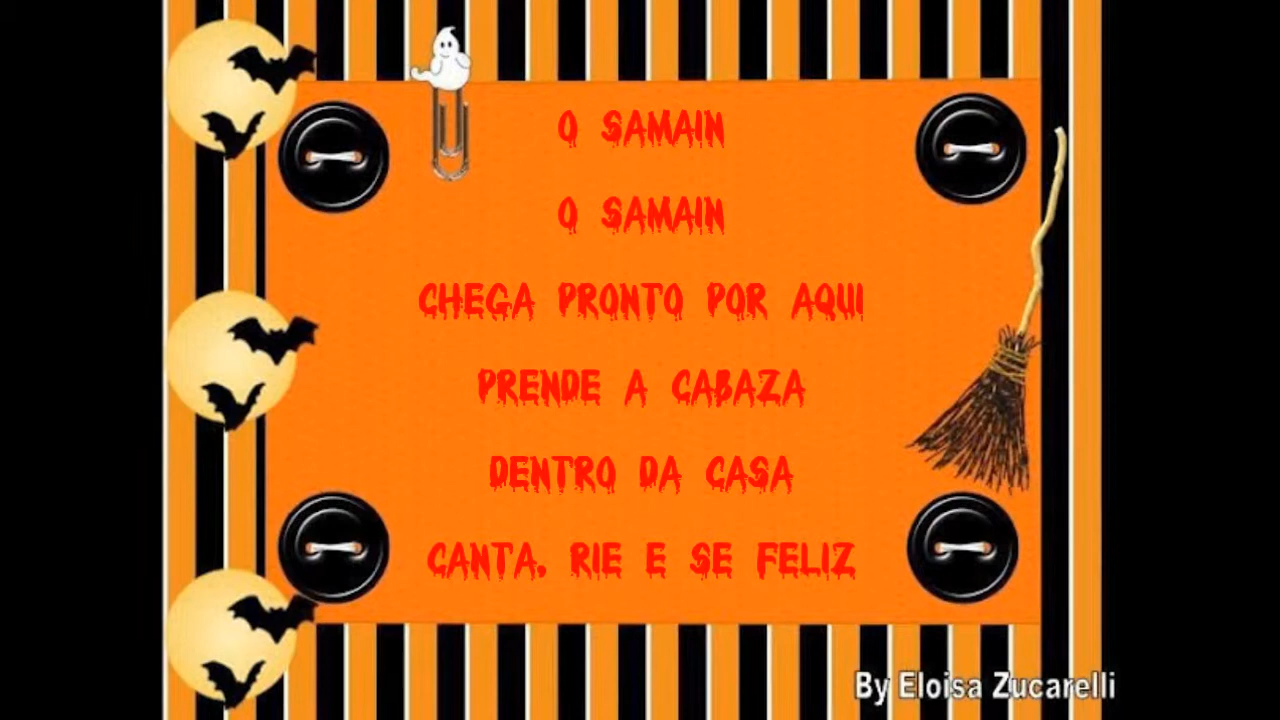 O SAMAIN
O SAMAIN
CHEGA PRONTO POR AQUI
PRENDE A CABAZA
DENTRO DA CASA
CANTA, RIE E SE FELIZ
By Eloisa Zucarelli